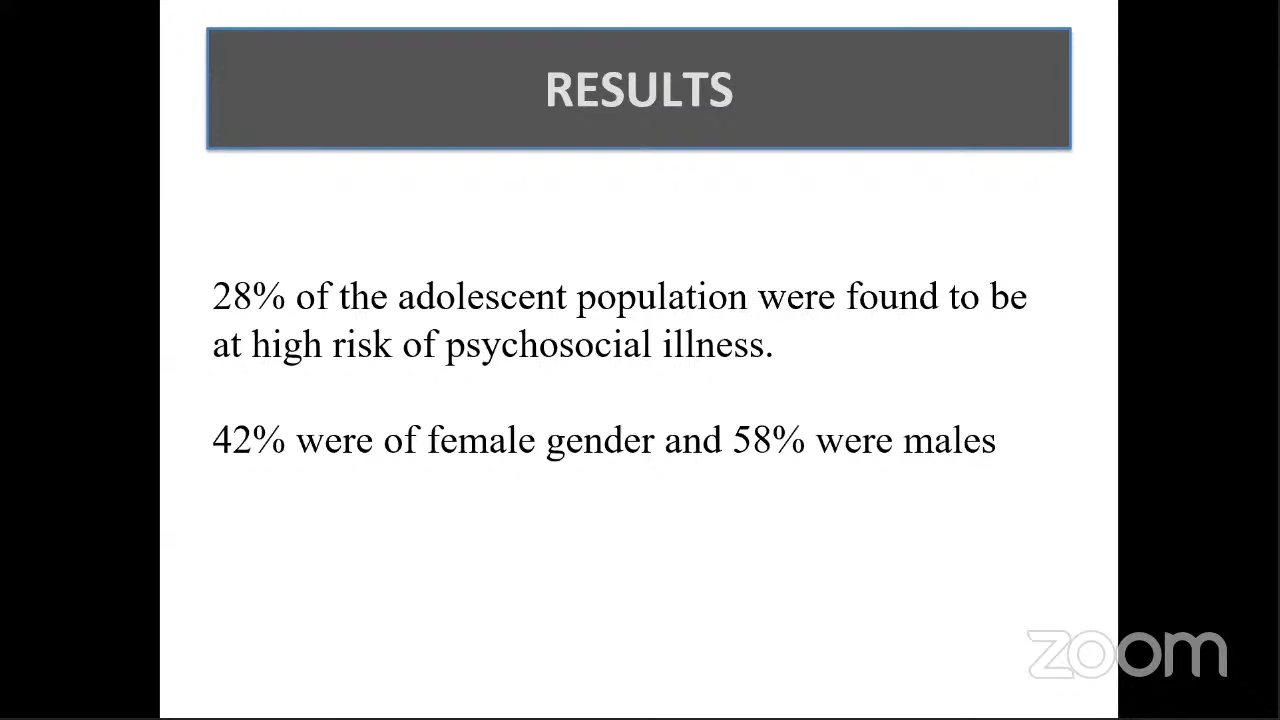 RESULTS
28% of the adolescent population were found to be
at high risk of psychosocial illness.
42% were of female gender and 58% were males
zoom